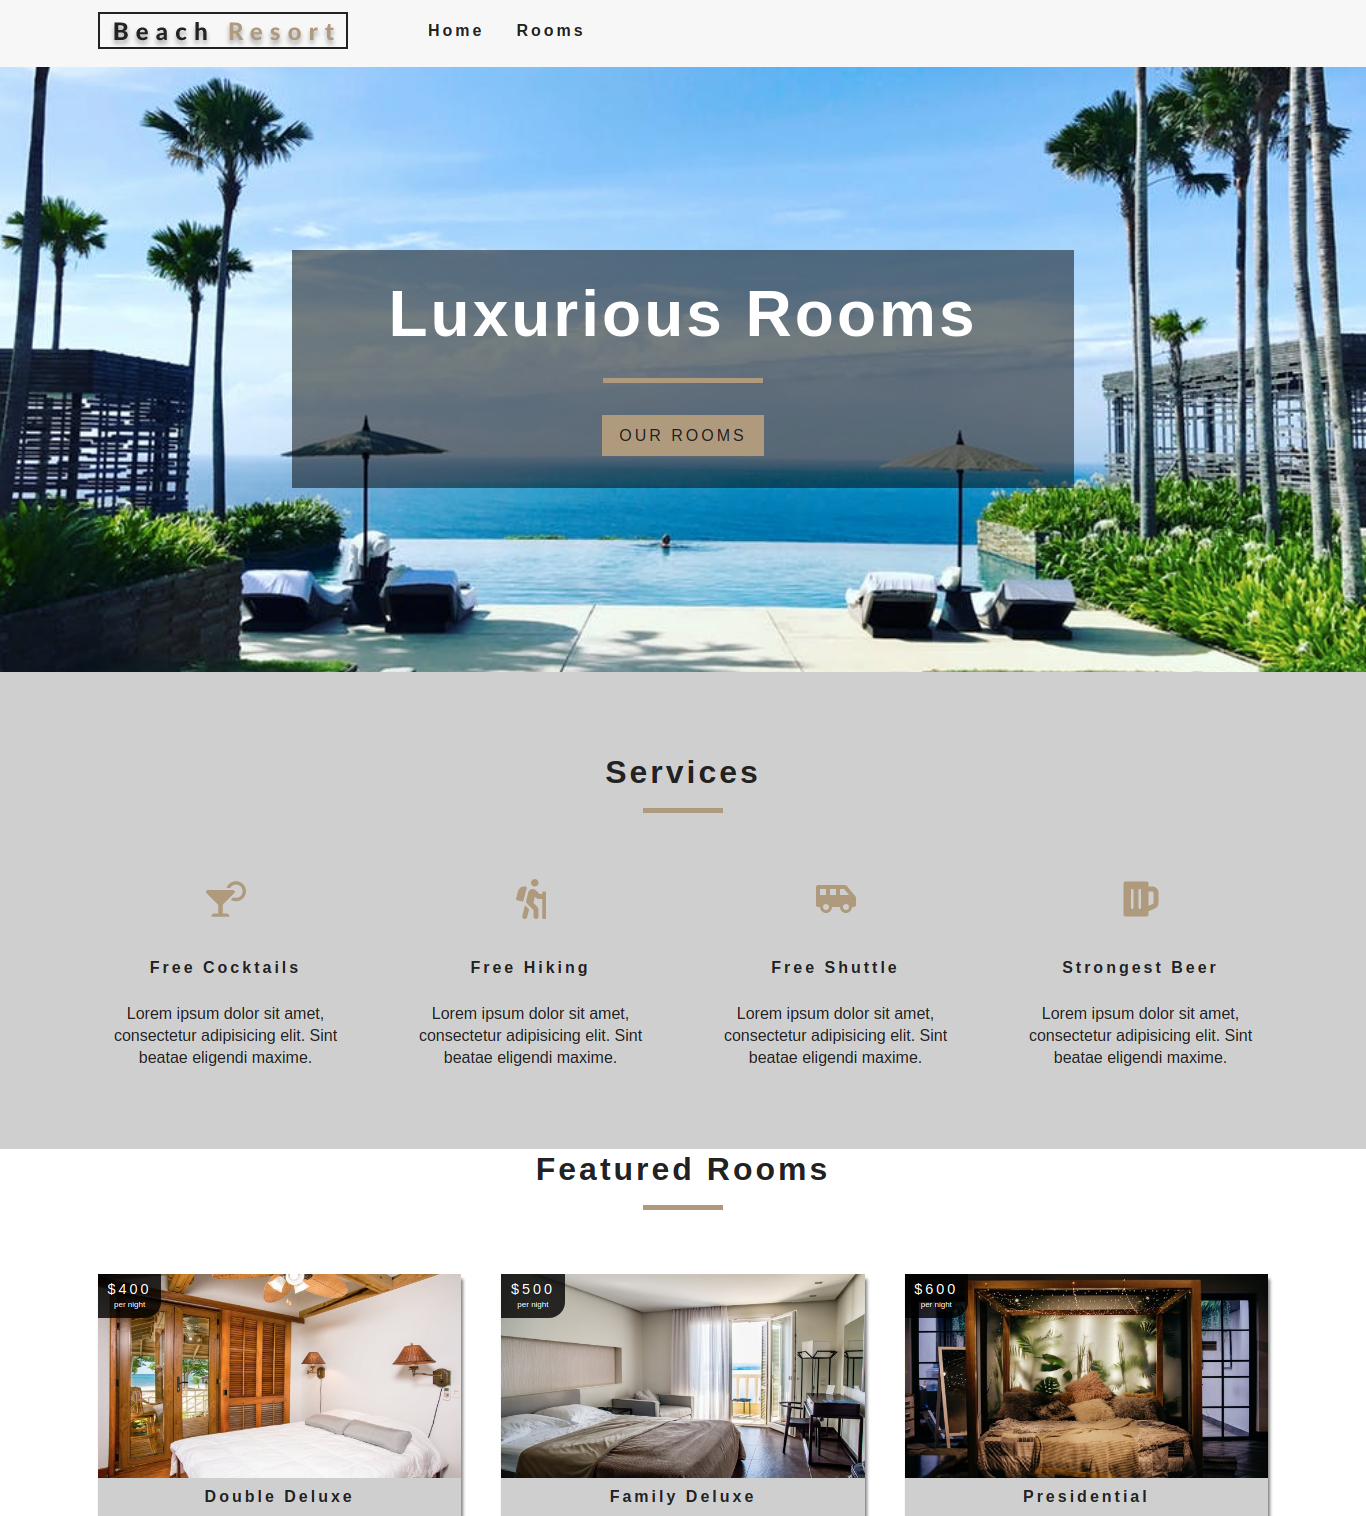 Beach Resort
Home Rooms
Luxurious Rooms
OUR ROOMS
Services
Free Cocktails
Lorem ipsum dolor sit amet,
consectetur adipisicing elit. Sint
beatae eligendi maxime.
Free Hiking
Lorem ipsum dolor sit amet,
consectetur adipisicing elit. Sint
beatae eligendi maxime.
Free Shuttle
Lorem ipsum dolor sit amet,
consectetur adipisicing elit. Sint
beatae eligendi maxime.
Strongest Beer
Lorem ipsum dolor sit amet,
consectetur adipisicing elit. Sint
beatae eligendi maxime.
Featured Rooms
$400
per night
Double Deluxe
$500
per night
Family Deluxe
$600
per night
Presidential